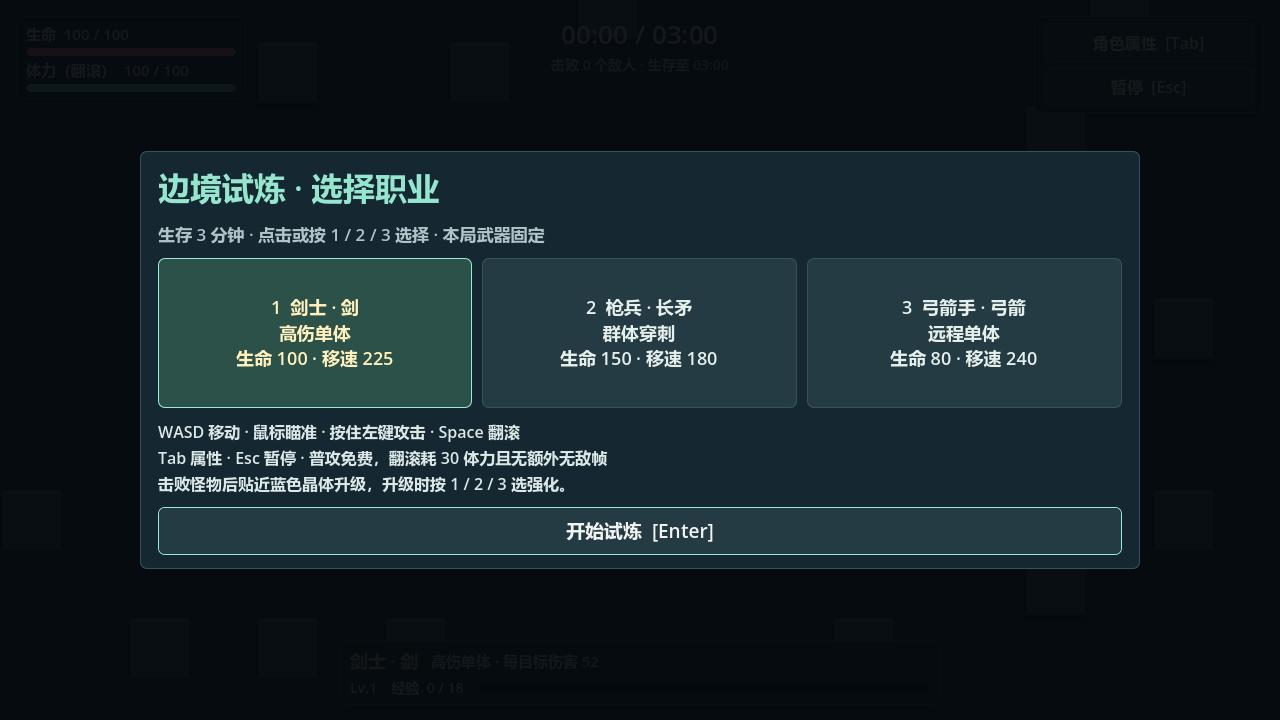 生命 100 / 100
体力（翻滚） 100 / 100
00:00 / 03:00
击败 0 个敌人 · 生存至 03:00
角色属性 [Tab]
暂停 [Esc]
边境试炼 · 选择职业
生存 3 分钟 · 点击或按 1 / 2 / 3 选择 · 本局武器固定
1 剑士 · 剑
高伤单体
生命 100 · 移速 225
2 枪兵 · 长矛
群体穿刺
生命 150 · 移速 180
3 弓箭手 · 弓箭
远程单体
生命 80 · 移速 240
WASD 移动 · 鼠标瞄准 · 按住左键攻击 · Space 翻滚
Tab 属性 · Esc 暂停 · 普攻免费，翻滚耗 30 体力且无额外无敌帧
击败怪物后贴近蓝色晶体升级，升级时按 1 / 2 / 3 选强化。
开始试炼 [Enter]
剑士 · 剑 高伤单体 · 每目标伤害 52
Lv.1 经验 0 / 18